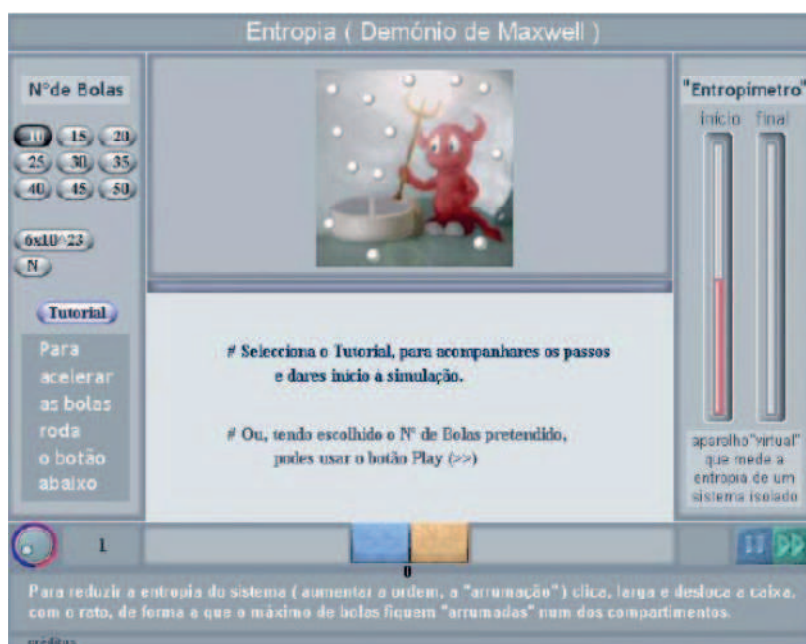 Entropia ( Demónio de Maxwell )
Nºde Bolas
10 15 20
25 30 35
40 45 50
6x10^23
N
Tutorial
Para
acelerar
as bolas
roda
o botão
abaixo
# Selecciona o Tutorial, para acompanhares os passos
e dares início à simulação.
# Ou, tendo escolhido o Nº de Bolas pretendido,
podes usar o botão Play (>>)
"Entropímetro"
início final
aparelho"virtual"
que mede a
entropia de um
sistema isolado
1
0
Para reduzir a entropia do sistema ( aumentar a ordem, a "arrumação" ) clica, larga e desloca a caixa,
com o rato, de forma a que o máximo de bolas fiquem "arrumadas" num dos compartimentos.
créditos